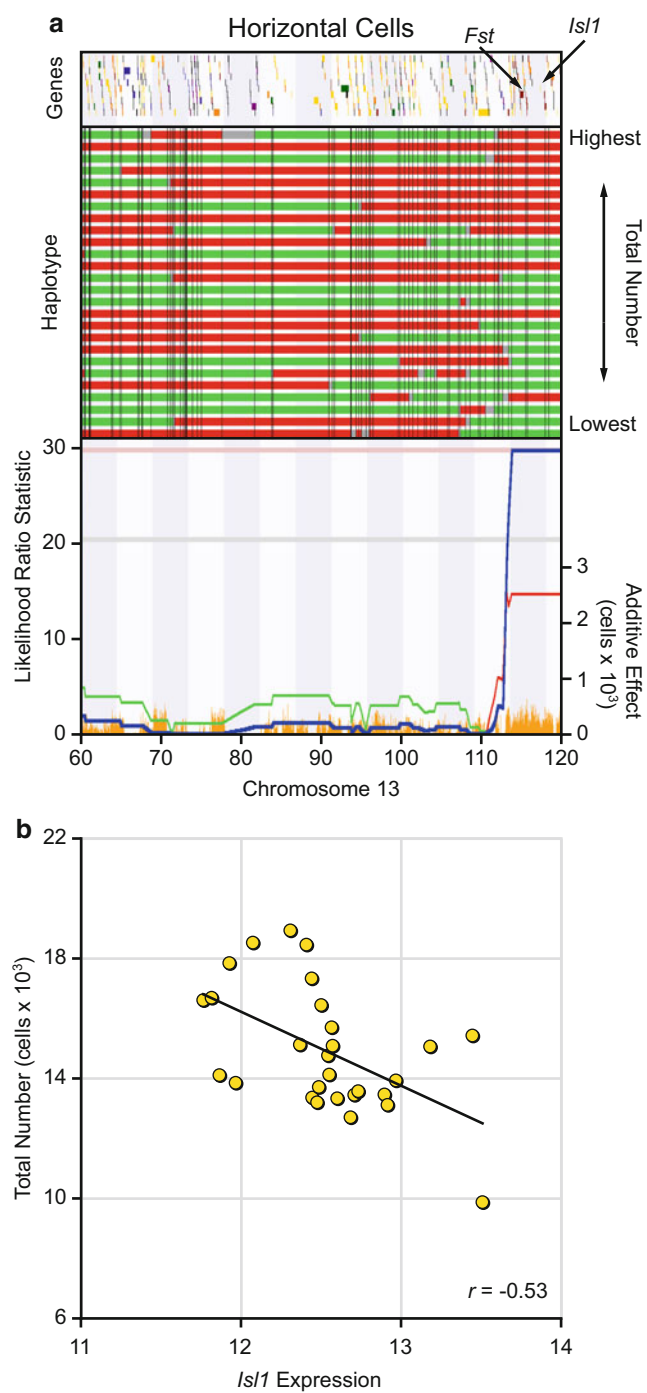 a
Horizontal Cells
Fst
Isl1
Genes
Haplotype
Highest
Total Number
Lowest
Likelihood Ratio Statistic
30
20
10
0
3
2
1
0
Additive Effect
(cells x 10³)
60 70 80 90 100 110 120
Chromosome 13
b
Total Number (cells x 10³)
22
18
14
10
6
r = -0.53
11 12 13 14
Isl1 Expression